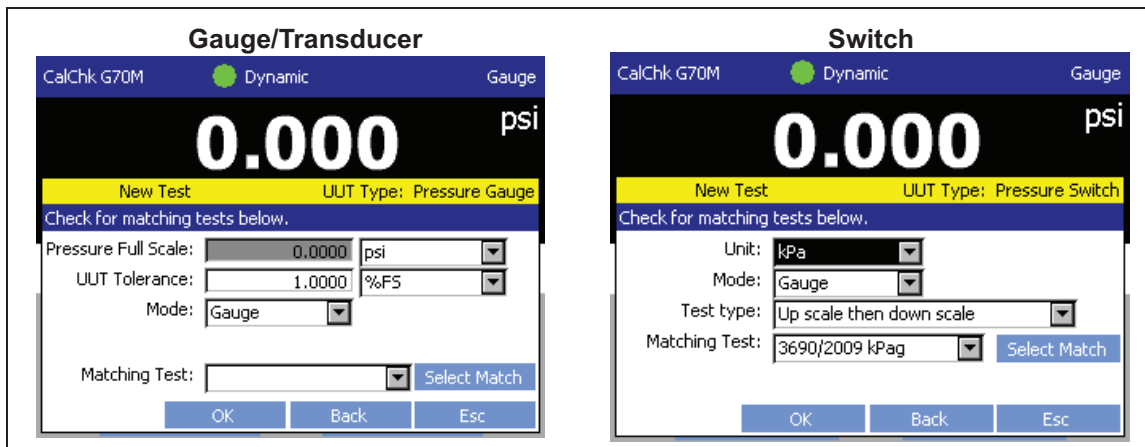 Gauge/Transducer
CalChk G70M Dynamic Gauge
0.000 psi
New Test UUT Type: Pressure Gauge
Check for matching tests below.
Pressure Full Scale: 0.0000 psi
UUT Tolerance: 1.0000 %FS
Mode: Gauge
Matching Test: Select Match
OK Back Esc
Switch
CalChk G70M Dynamic Gauge
0.000 psi
New Test UUT Type: Pressure Switch
Check for matching tests below.
Unit: kPa
Mode: Gauge
Test type: Up scale then down scale
Matching Test: 3690/2009 kPag Select Match
OK Back Esc